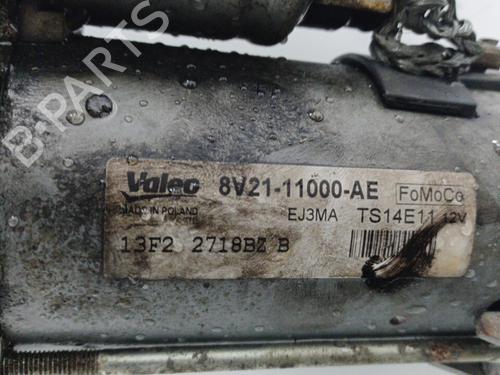 B-PARTS
Valeo 8V21-11000-AE FoMoCo
MADE IN POLAND EJ3MA TS14E11 12V
13F2 2718BZ B